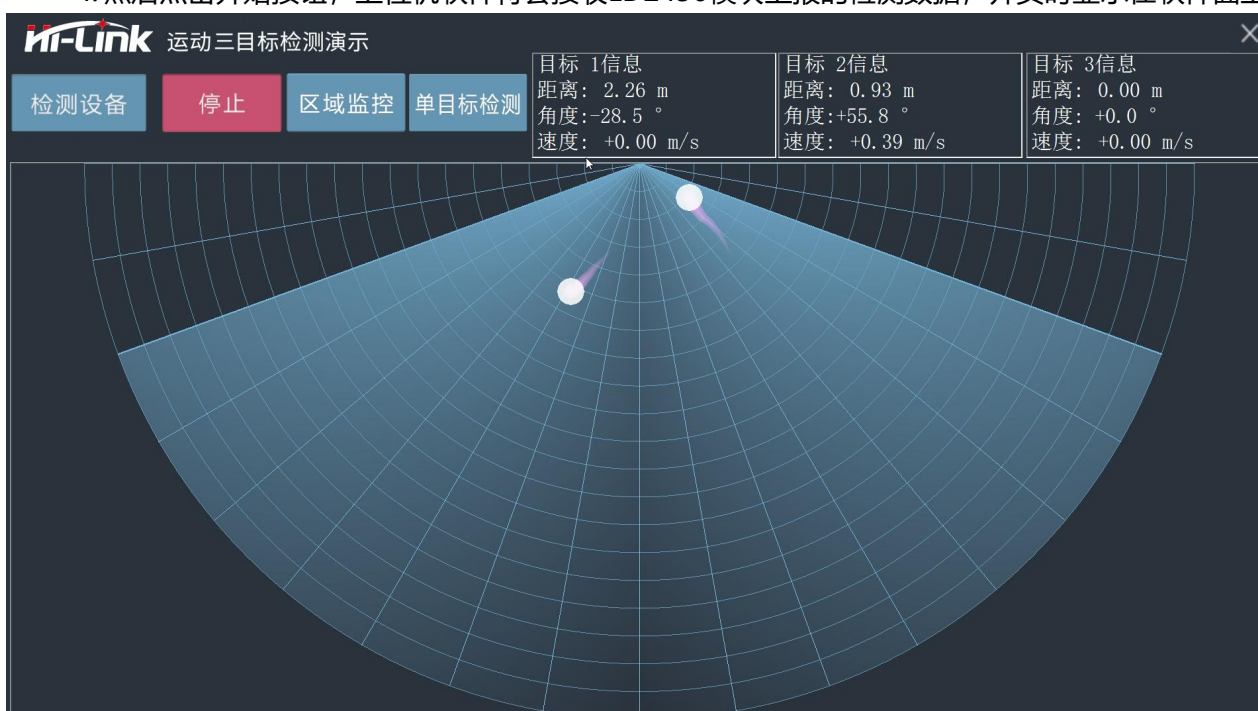 Hi-Link 运动三目标检测演示
检测设备
停止
区域监控
单目标检测
目标 1信息
距离: 2.26 m
角度:-28.5 °
速度: +0.00 m/s
目标 2信息
距离: 0.93 m
角度:+55.8 °
速度: +0.39 m/s
目标 3信息
距离: 0.00 m
角度: +0.0 °
速度: +0.00 m/s